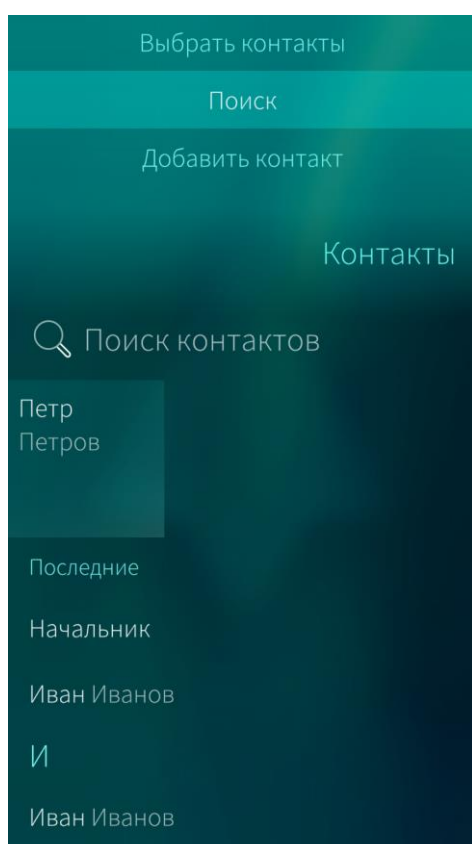 Выбрать контакты
Поиск
Добавить контакт
Контакты
Поиск контактов
Петр
Петров
Последние
Начальник
Иван Иванов
И
Иван Иванов